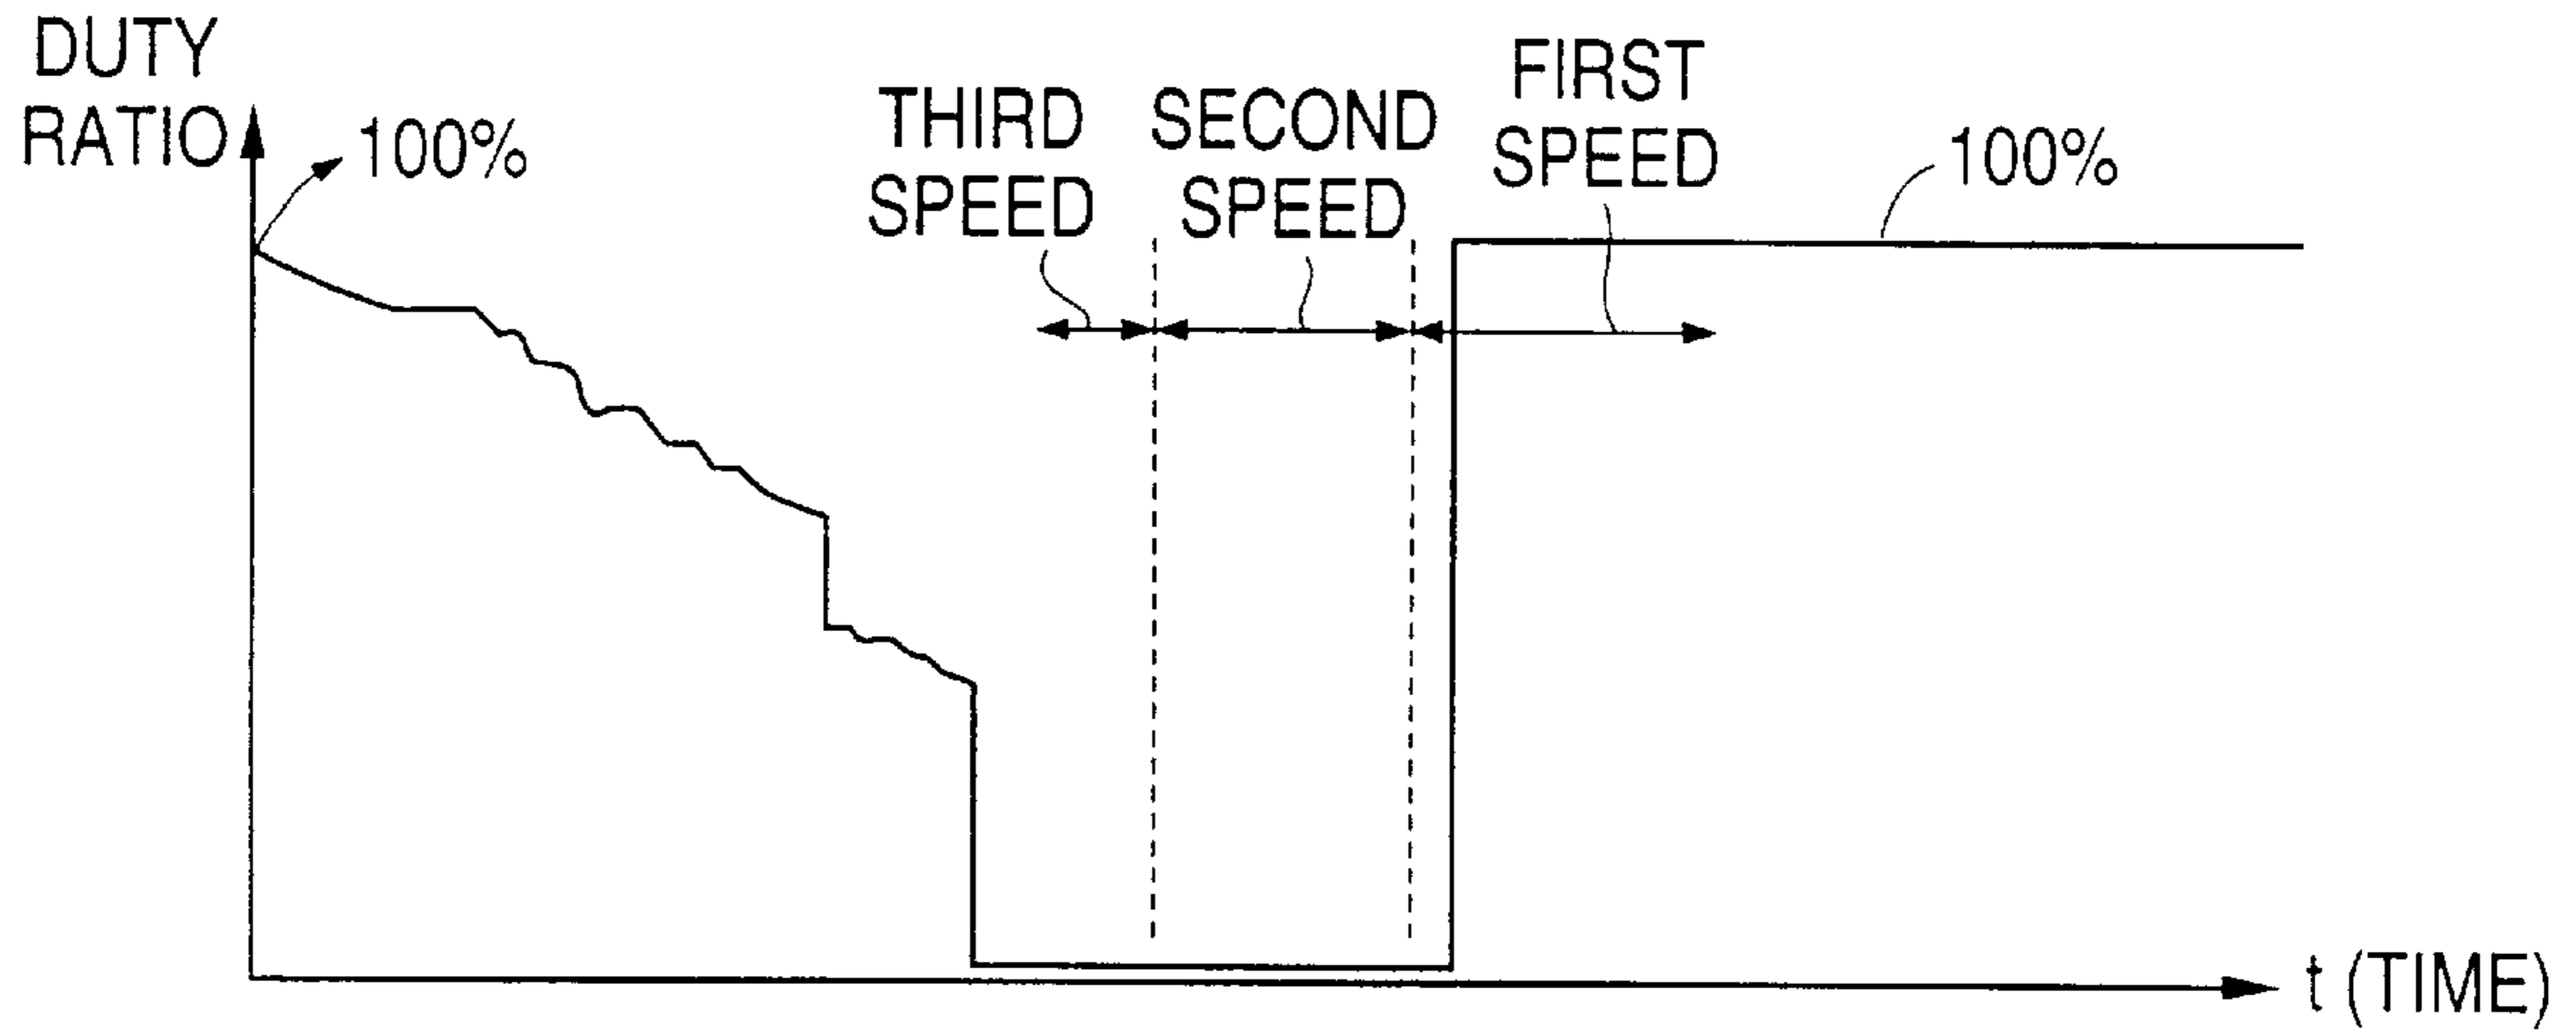 DUTY
RATIO
100%
THIRD
SPEED
SECOND
SPEED
FIRST
SPEED
100%
t (TIME)